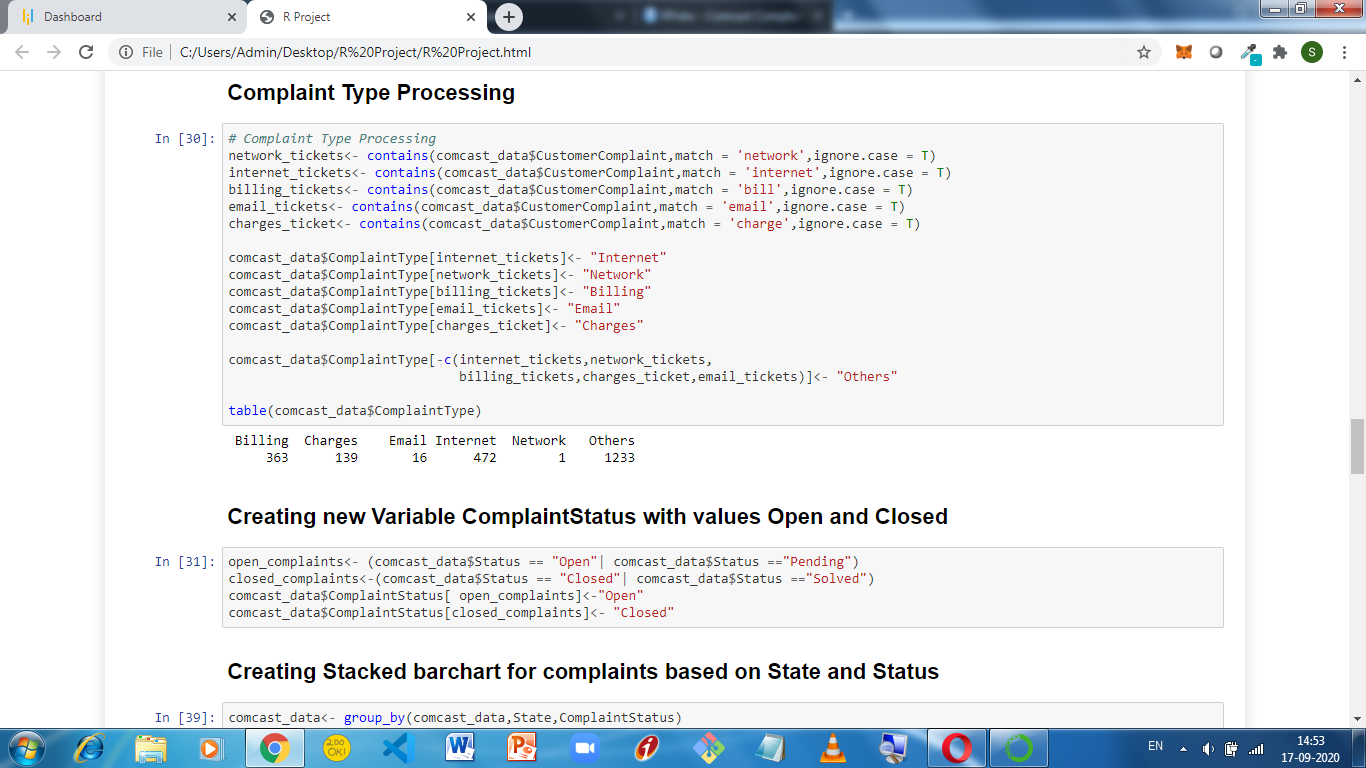 Dashboard
R Project
File
C:/Users/Admin/Desktop/R%20Project/R%20Project.html
S
Complaint Type Processing
In [30]:
# Complaint Type Processing
network_tickets<- contains(comcast_data$CustomerComplaint,match = 'network',ignore.case = T)
internet_tickets<- contains(comcast_data$CustomerComplaint,match = 'internet',ignore.case = T)
billing_tickets<- contains(comcast_data$CustomerComplaint,match = 'bill',ignore.case = T)
email_tickets<- contains(comcast_data$CustomerComplaint,match = 'email',ignore.case = T)
charges_ticket<- contains(comcast_data$CustomerComplaint,match = 'charge',ignore.case = T)
comcast_data$ComplaintType[internet_tickets]<- "Internet"
comcast_data$ComplaintType[network_tickets]<- "Network"
comcast_data$ComplaintType[billing_tickets]<- "Billing"
comcast_data$ComplaintType[email_tickets]<- "Email"
comcast_data$ComplaintType[charges_ticket]<- "Charges"
comcast_data$ComplaintType[-c(internet_tickets,network_tickets,
billing_tickets,charges_ticket,email_tickets)]<- "Others"
table(comcast_data$ComplaintType)
Billing Charges Email Internet Network Others
363 139 16 472 1 1233
Creating new Variable ComplaintStatus with values Open and Closed
In [31]:
open_complaints<- (comcast_data$Status == "Open"| comcast_data$Status =="Pending")
closed_complaints<-(comcast_data$Status == "Closed"| comcast_data$Status =="Solved")
comcast_data$ComplaintStatus[ open_complaints]<-"Open"
comcast_data$ComplaintStatus[closed_complaints]<- "Closed"
Creating Stacked barchart for complaints based on State and Status
In [39]:
comcast_data<- group_by(comcast_data,State,ComplaintStatus)
200 OK!
EN
14:53
17-09-2020